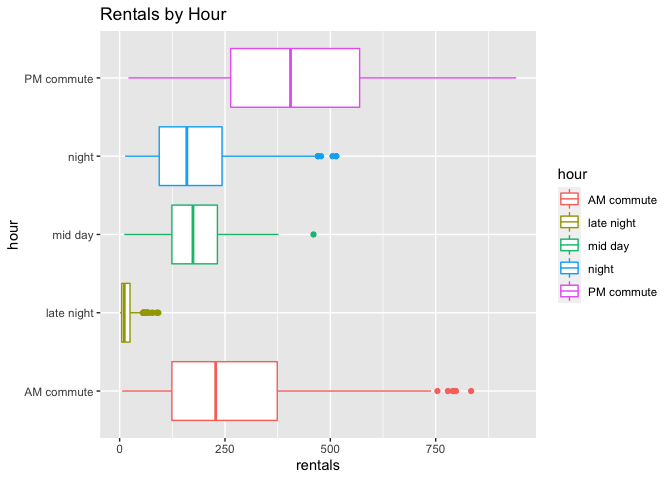 Rentals by Hour
PM commute
night
mid day
late night
AM commute
hour
0
250
500
750
rentals
hour
AM commute
late night
mid day
night
PM commute